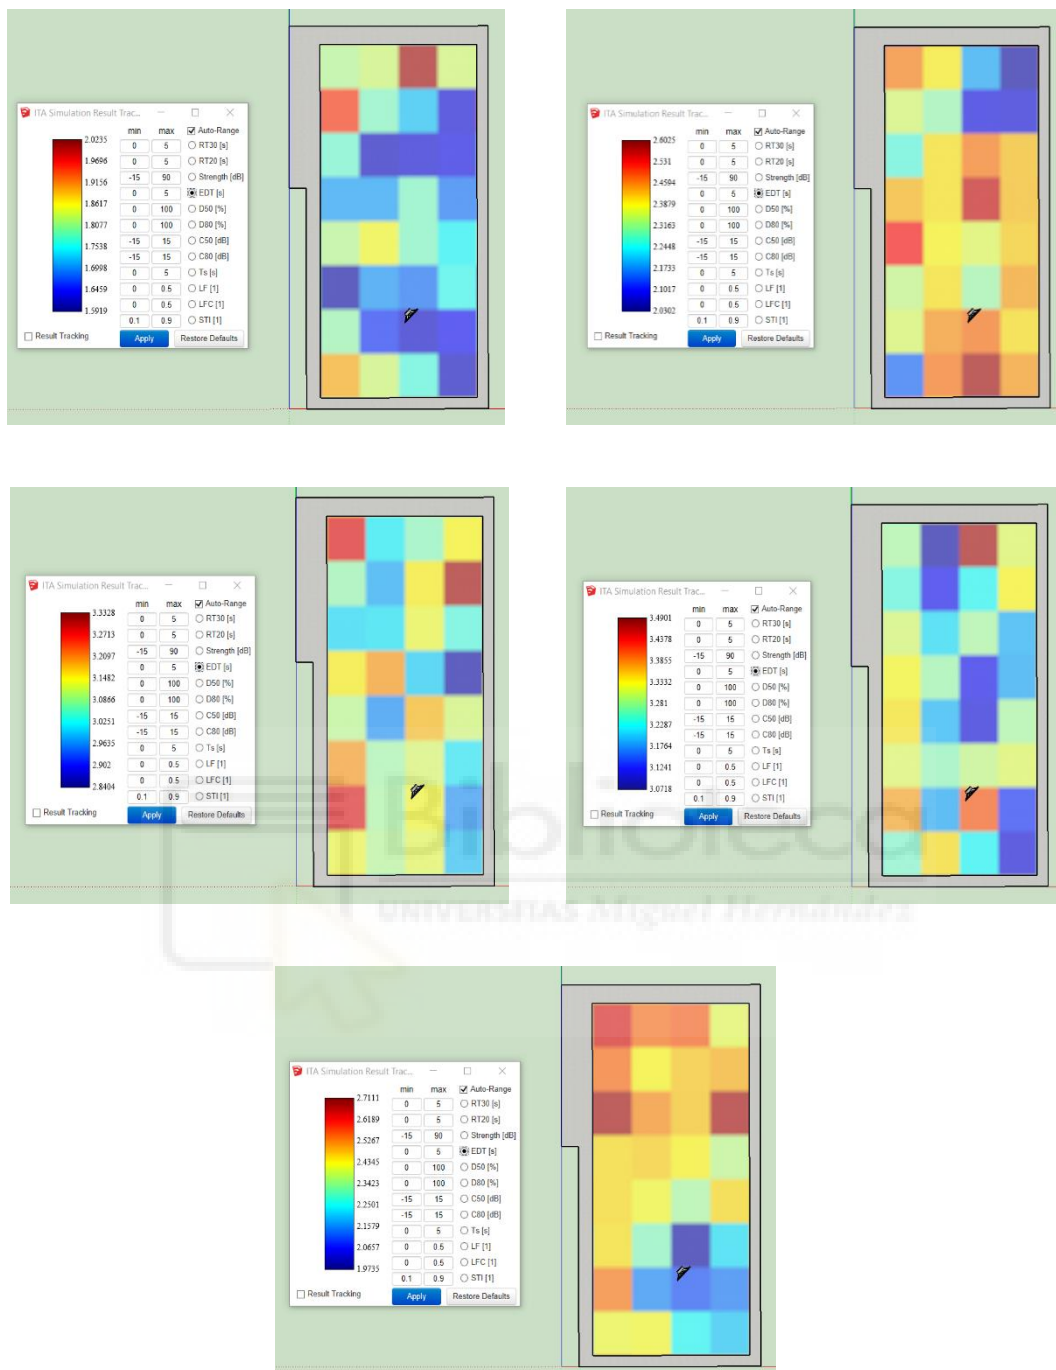 ITA Simulation Result Trac...
min max Auto-Range
2.0235
1.9696
1.9156
1.8617
1.8077
1.7538
1.6998
1.6459
1.5919
0 5 RT30 [s]
0 5 RT20 [s]
-15 90 Strength [dB]
0 5 EDT [s]
0 100 D50 [%]
0 100 D80 [%]
-15 15 C50 [dB]
-15 15 C80 [dB]
0 5 Ts [s]
0 0.5 LF [1]
0 0.5 LFC [1]
0.1 0.9 STI [1]
Result Tracking Apply Restore Defaults
ITA Simulation Result Trac...
min max Auto-Range
2.6025
2.531
2.4594
2.3879
2.3163
2.2448
2.1733
2.1017
2.0302
0 5 RT30 [s]
0 5 RT20 [s]
-15 90 Strength [dB]
0 5 EDT [s]
0 100 D50 [%]
0 100 D80 [%]
-15 15 C50 [dB]
-15 15 C80 [dB]
0 5 Ts [s]
0 0.5 LF [1]
0 0.5 LFC [1]
0.1 0.9 STI [1]
Result Tracking Apply Restore Defaults
ITA Simulation Result Trac...
min max Auto-Range
3.3328
3.2713
3.2097
3.1482
3.0866
3.0251
2.9635
2.902
2.8404
0 5 RT30 [s]
0 5 RT20 [s]
-15 90 Strength [dB]
0 5 EDT [s]
0 100 D50 [%]
0 100 D80 [%]
-15 15 C50 [dB]
-15 15 C80 [dB]
0 5 Ts [s]
0 0.5 LF [1]
0 0.5 LFC [1]
0.1 0.9 STI [1]
Result Tracking Apply Restore Defaults
ITA Simulation Result Trac...
min max Auto-Range
3.4901
3.4378
3.3855
3.3332
3.281
3.2287
3.1764
3.1241
3.0718
0 5 RT30 [s]
0 5 RT20 [s]
-15 90 Strength [dB]
0 5 EDT [s]
0 100 D50 [%]
0 100 D80 [%]
-15 15 C50 [dB]
-15 15 C80 [dB]
0 5 Ts [s]
0 0.5 LF [1]
0 0.5 LFC [1]
0.1 0.9 STI [1]
Result Tracking Apply Restore Defaults
Biblioteca
UNIVERSITAS Miguel Hernández
ITA Simulation Result Trac...
min max Auto-Range
2.7111
2.6189
2.5267
2.4345
2.3423
2.2501
2.1579
2.0657
1.9735
0 5 RT30 [s]
0 5 RT20 [s]
-15 90 Strength [dB]
0 5 EDT [s]
0 100 D50 [%]
0 100 D80 [%]
-15 15 C50 [dB]
-15 15 C80 [dB]
0 5 Ts [s]
0 0.5 LF [1]
0 0.5 LFC [1]
0.1 0.9 STI [1]
Result Tracking Apply Restore Defaults